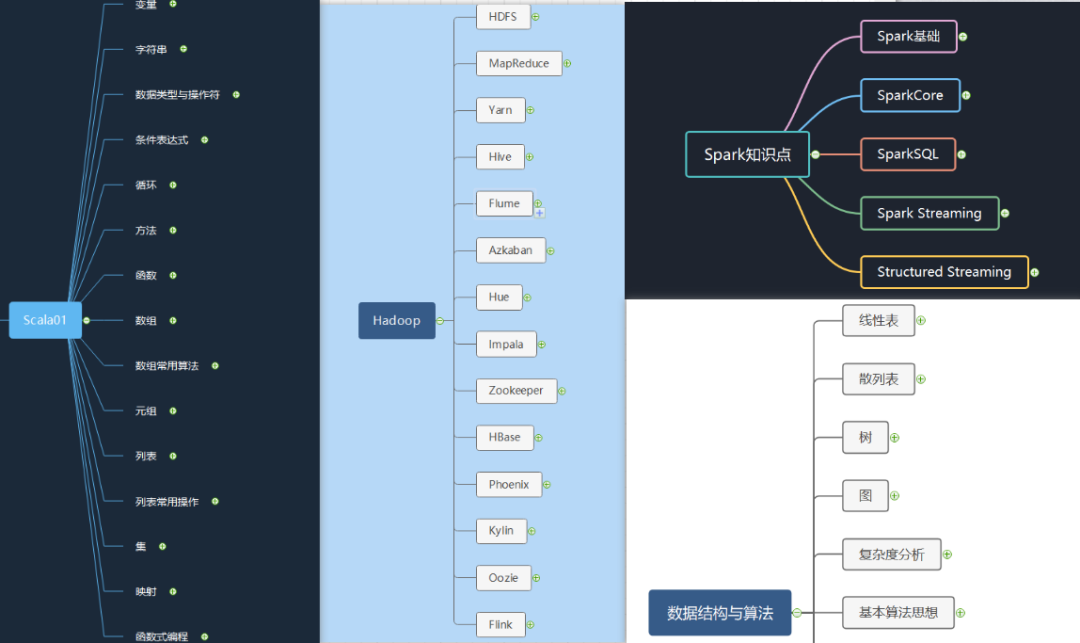 变量
字符串
数据类型与操作符
条件表达式
循环
方法
函数
Scala01
数组
数组常用算法
元组
列表
列表常用操作
集
映射
函数式编程
Hadoop
HDFS
MapReduce
Yarn
Hive
Flume
Azkaban
Hue
Impala
Zookeeper
HBase
Phoenix
Kylin
Oozie
Flink
Spark知识点
Spark基础
SparkCore
SparkSQL
Spark Streaming
Structured Streaming
线性表
散列表
树
图
复杂度分析
数据结构与算法
基本算法思想